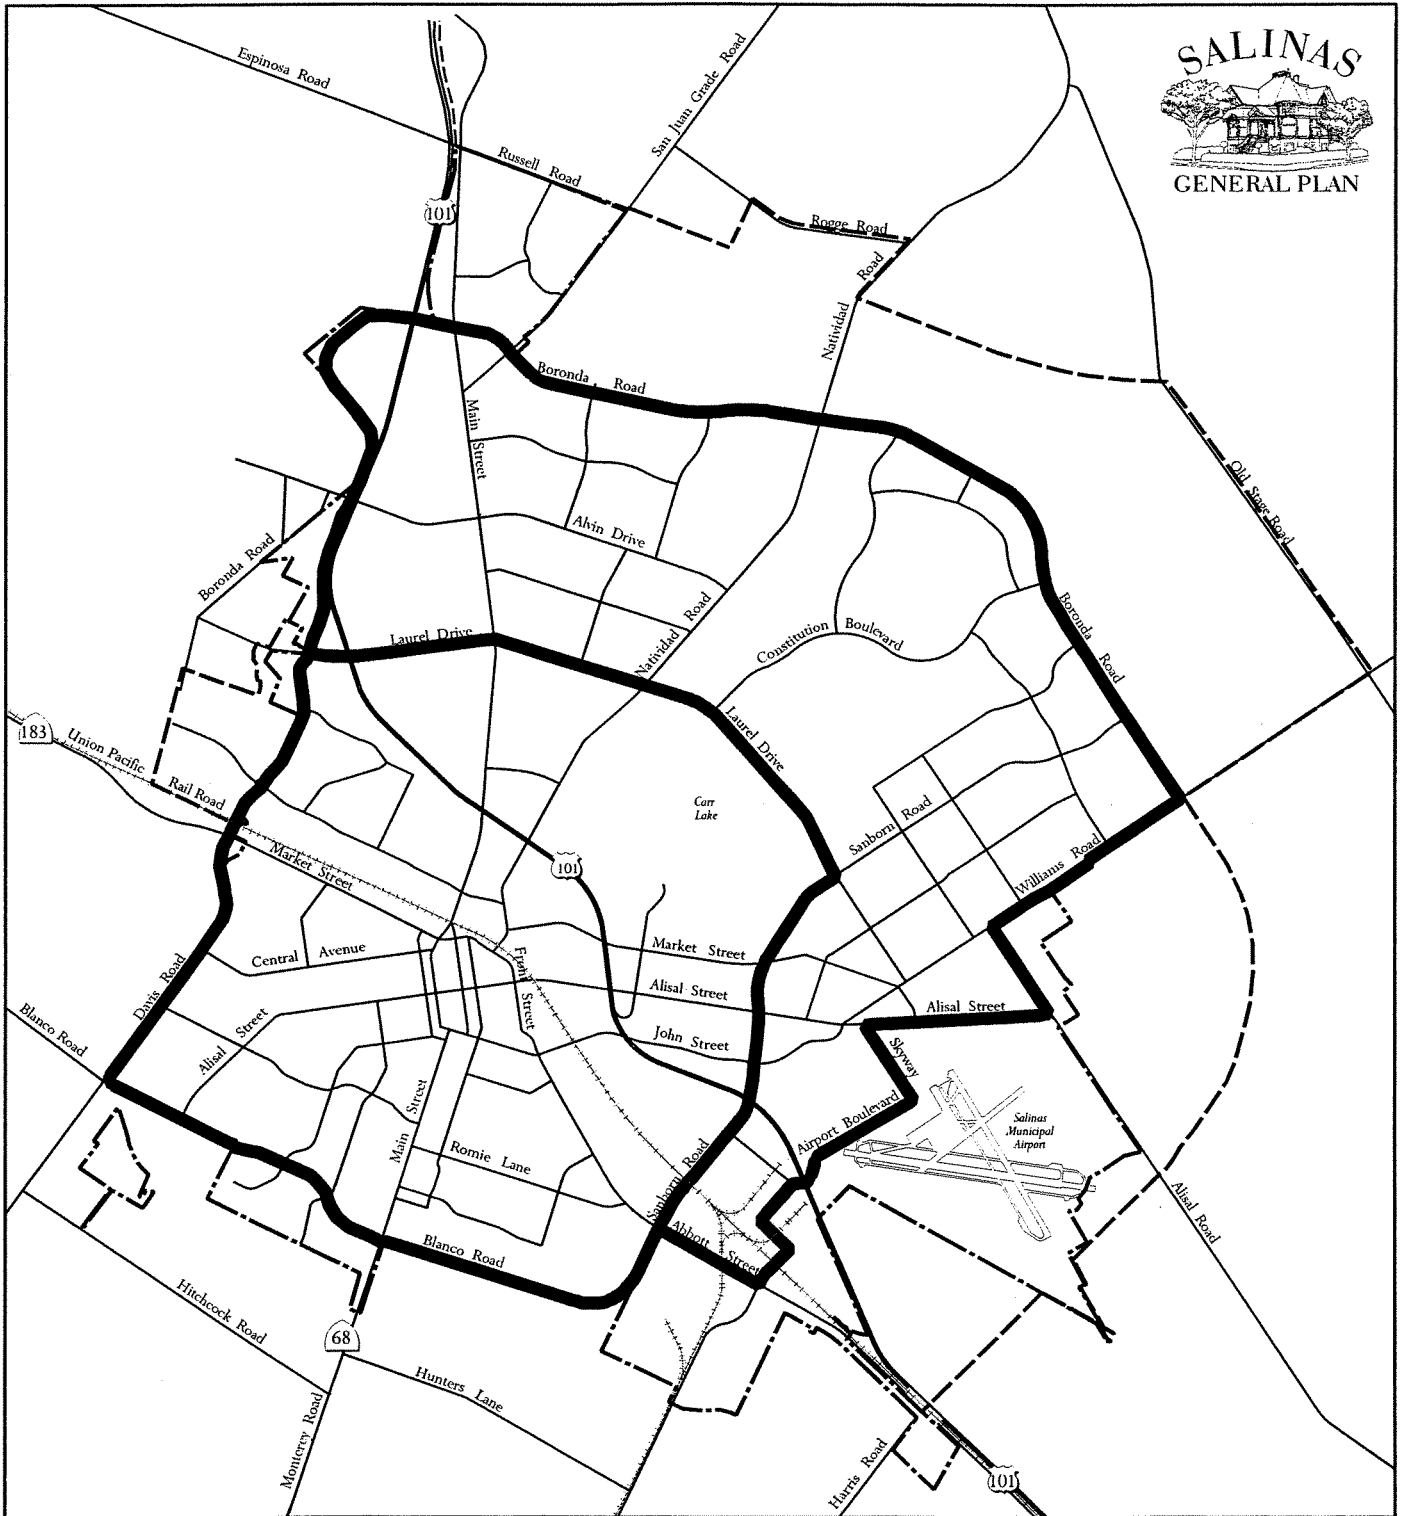 SALINAS
GENERAL PLAN
Espinosa Road
San Juan Grade Road
Russell Road
101
Rogge Road
Natividad Road
Boronda Road
Main Street
Old Stage Road
Alvin Drive
Boronda Road
Boronda Road
Laurel Drive
Natividad Road
Constitution Boulevard
Laurel Drive
183
Union Pacific Rail Road
Carr
Lake
Sanborn Road
Market Street
101
Williams Road
Central Avenue
Market Street
Front Street
Davis Road
Alisal Street
Alisal Street
Blanco Road
Alisal Street
John Street
Skyway
Main Street
Airport Boulevard
Salinas
Municipal
Airport
Romie Lane
Sanborn Road
Alisal Road
Abbott Street
Blanco Road
Hitchcock Road
68
Hunters Lane
Monterey Road
Harris Road
101